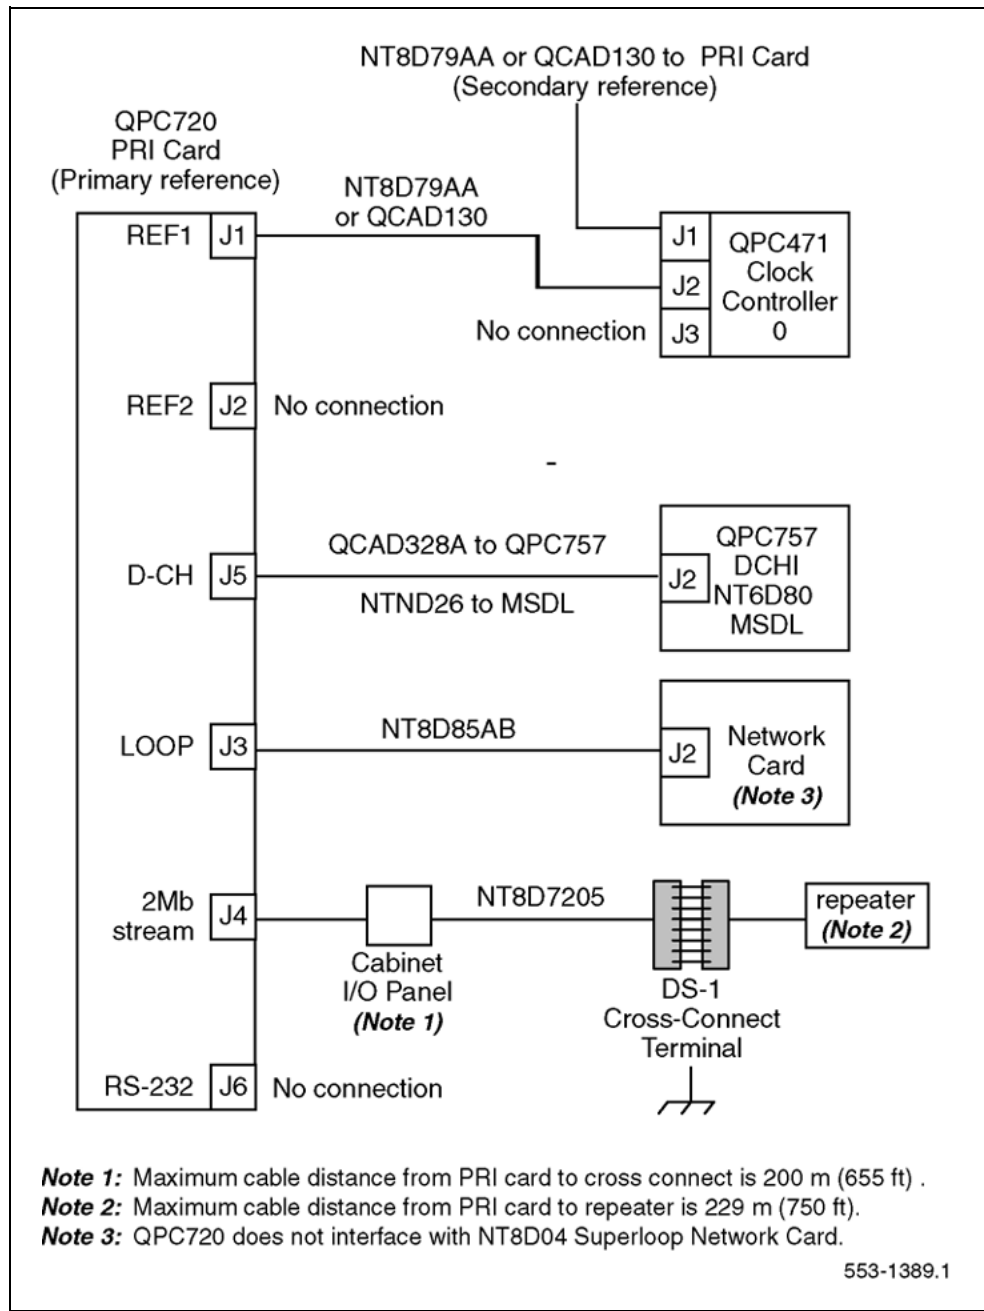 NT8D79AA or QCAD130 to PRI Card
(Secondary reference)
QPC720
PRI Card
(Primary reference)
NT8D79AA
or QCAD130
REF1 J1
J1
QPC471
Clock
Controller
0
J2
No connection J3
REF2 J2 No connection
-
QCAD328A to QPC757
D-CH J5
NTND26 to MSDL
J2
QPC757
DCHI
NT6D80
MSDL
NT8D85AB
LOOP J3
J2
Network
Card
(Note 3)
2Mb
stream
J4
NT8D7205
repeater
(Note 2)
Cabinet
I/O Panel
(Note 1)
DS-1
Cross-Connect
Terminal
RS-232 J6 No connection
Note 1: Maximum cable distance from PRI card to cross connect is 200 m (655 ft) .
Note 2: Maximum cable distance from PRI card to repeater is 229 m (750 ft).
Note 3: QPC720 does not interface with NT8D04 Superloop Network Card.
553-1389.1